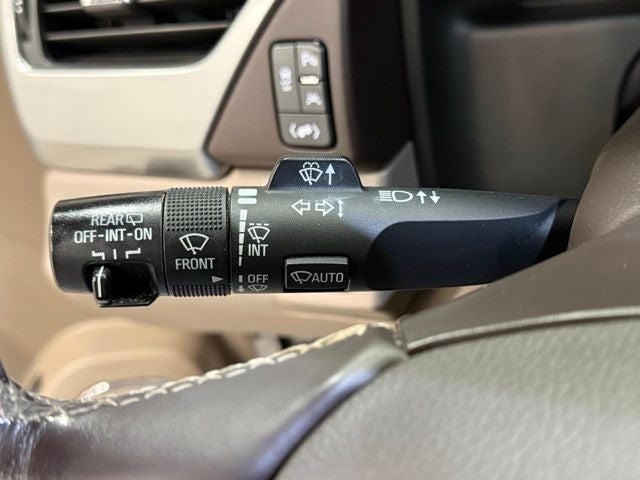 REAR
OFF-INT-ON
FRONT
INT
OFF
AUTO